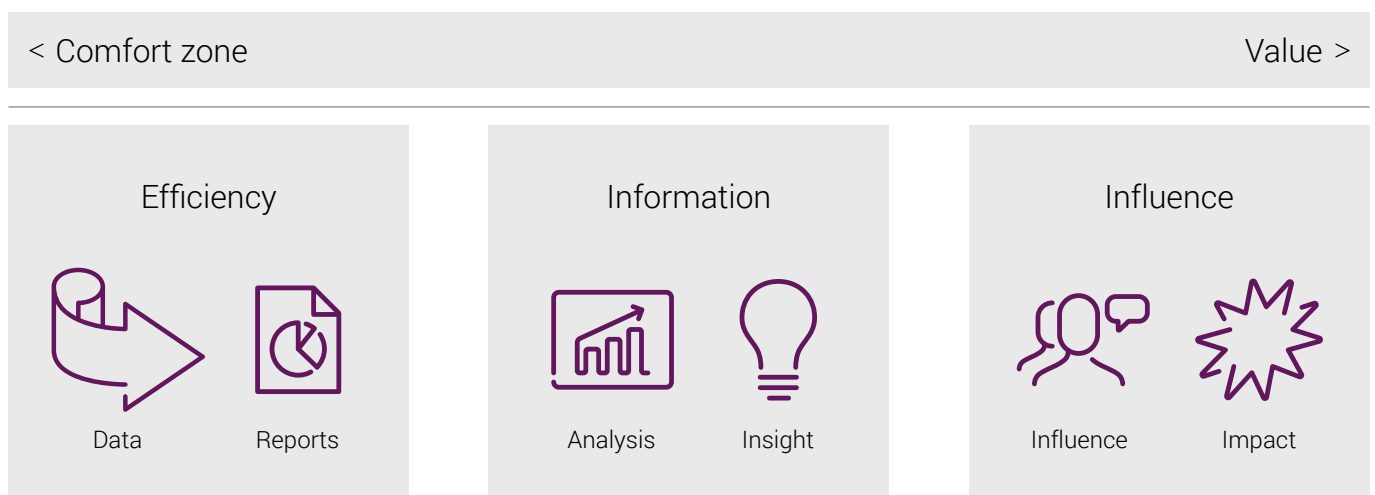 < Comfort zone
Value >
Efficiency
Information
Influence
Data
Reports
Analysis
Insight
Influence
Impact